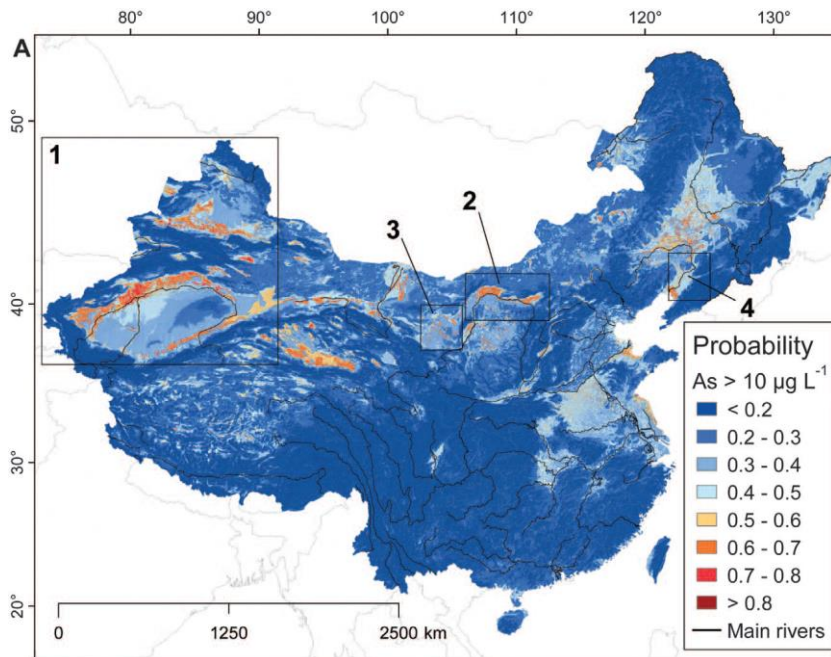 80° 90° 100° 110° 120° 130°
A
50°
1
2
3
40°
4
Probability
As > 10 µg L⁻¹
< 0.2
0.2 - 0.3
0.3 - 0.4
30°
0.4 - 0.5
0.5 - 0.6
0.6 - 0.7
0.7 - 0.8
20°
> 0.8
0 1250 2500 km
Main rivers